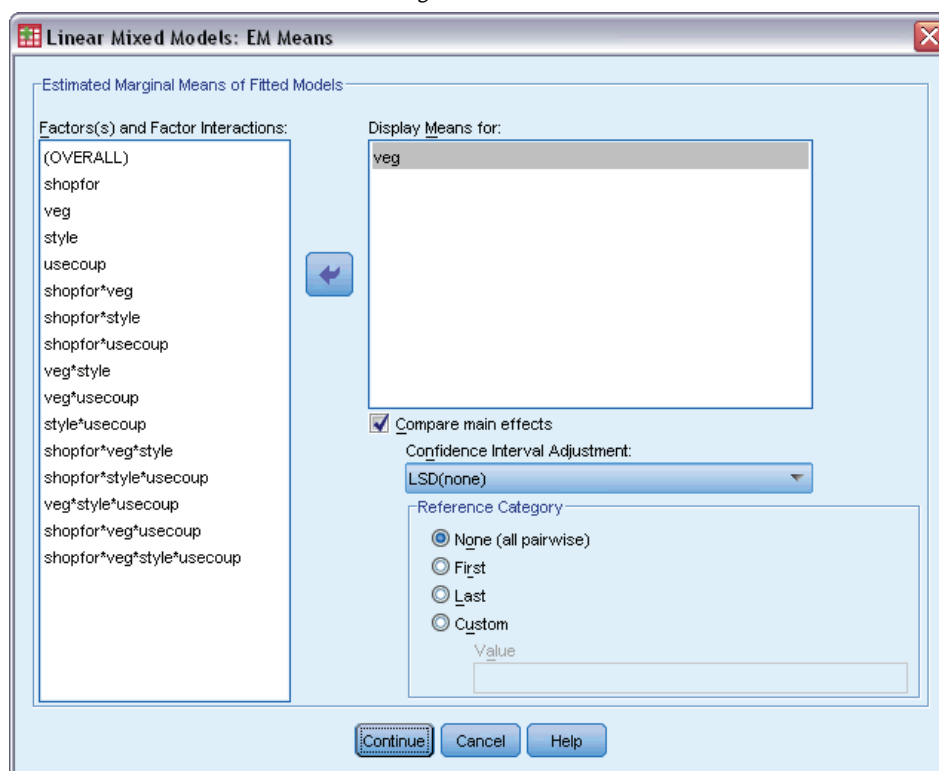 Linear Mixed Models: EM Means
Estimated Marginal Means of Fitted Models
Factors(s) and Factor Interactions:
(OVERALL)
shopfor
veg
style
usecoup
shopfor*veg
shopfor*style
shopfor*usecoup
veg*style
veg*usecoup
style*usecoup
shopfor*veg*style
shopfor*style*usecoup
veg*style*usecoup
shopfor*veg*usecoup
shopfor*veg*style*usecoup
Display Means for:
veg
Compare main effects
Confidence Interval Adjustment:
LSD(none)
Reference Category
None (all pairwise)
First
Last
Custom
Value
Continue Cancel Help